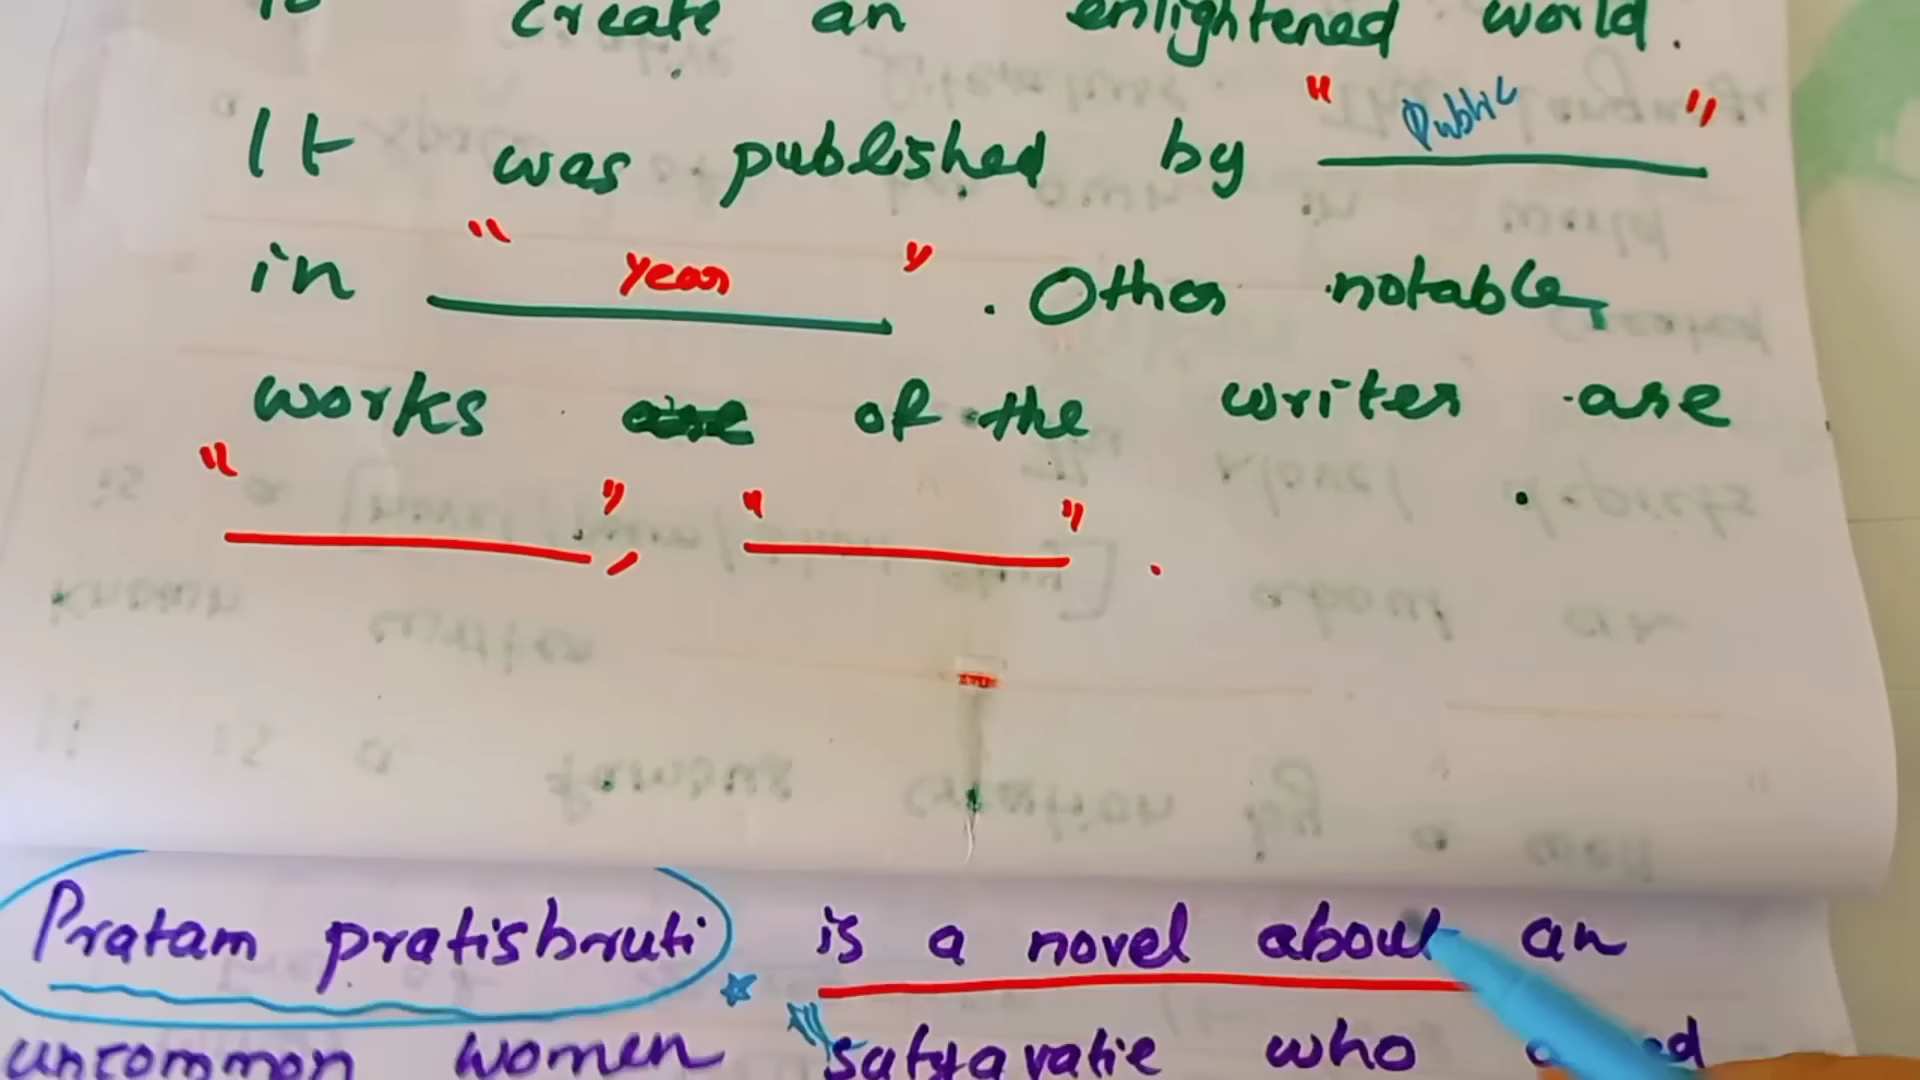 to create an enlightened world.
It was published by " Public "
in " year " . Other notable
works of the writer are
" ", " ".
Pratam pratishruti is a novel about an
uncommon women "satyavatie who